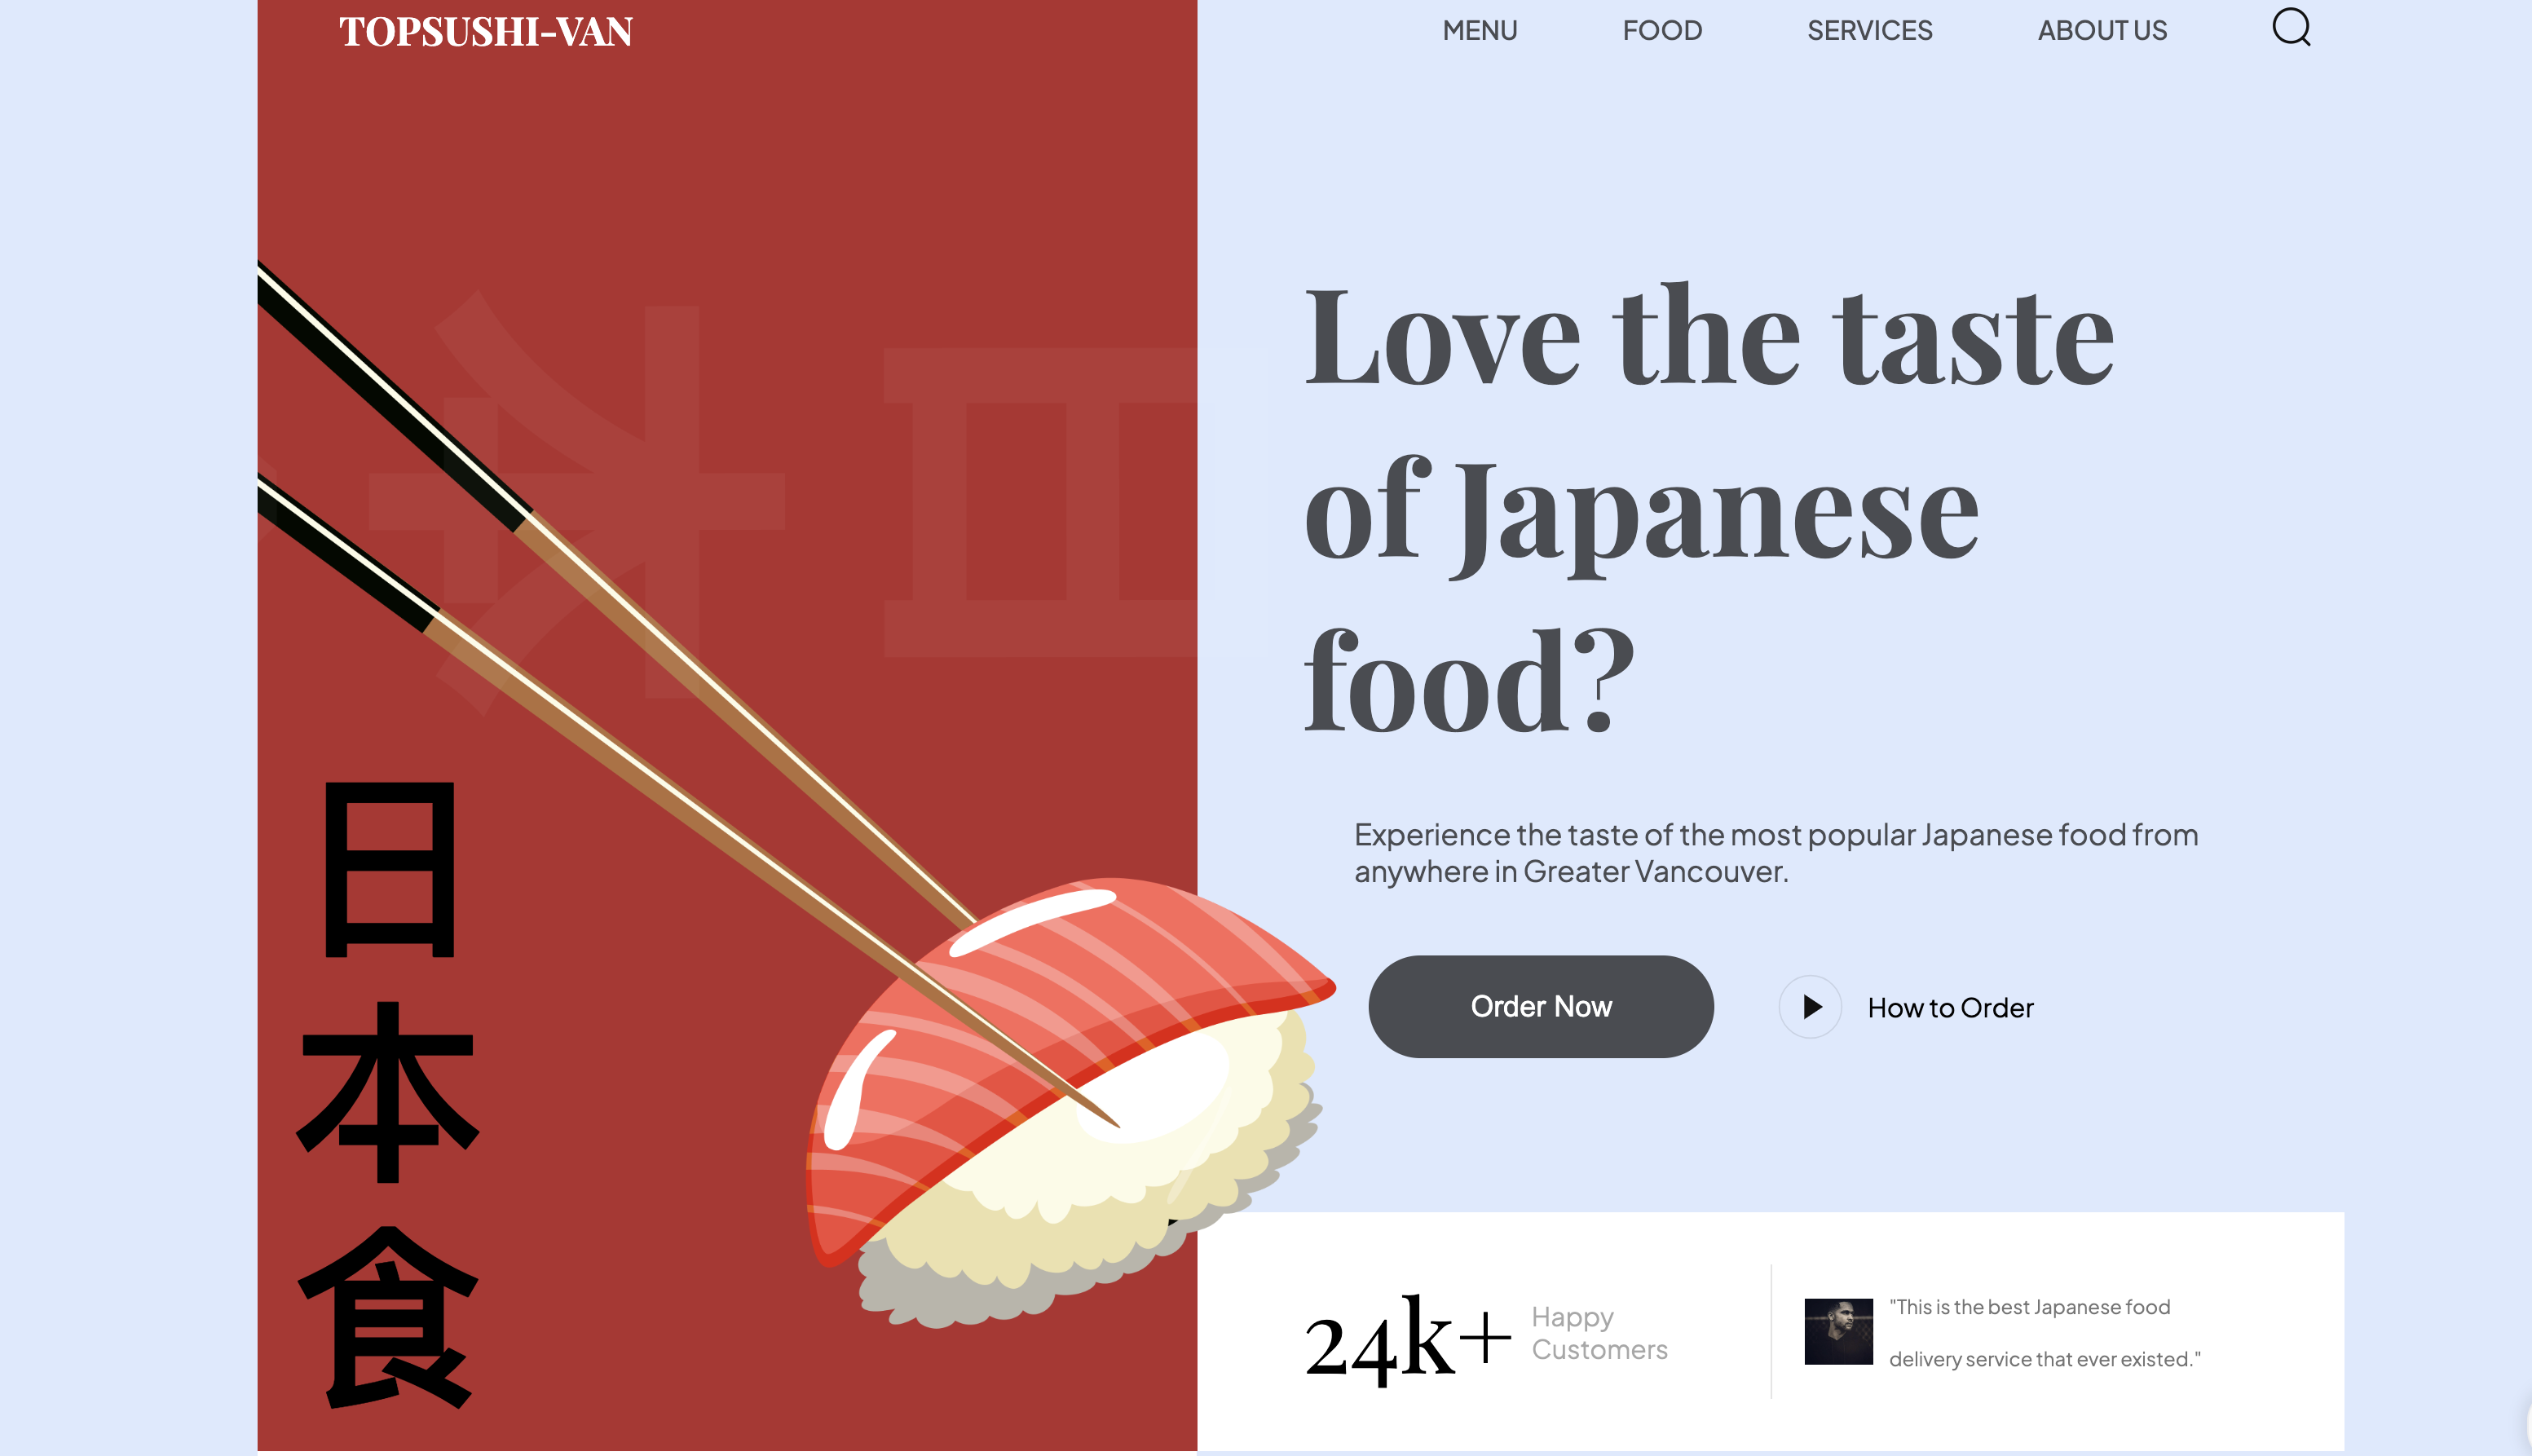 TOPSUSHI-VAN
MENU FOOD SERVICES ABOUT US
Love the taste
of Japanese
food?
Experience the taste of the most popular Japanese food from
anywhere in Greater Vancouver.
Order Now
How to Order
日
本
食
24k+
Happy
Customers
"This is the best Japanese food
delivery service that ever existed."